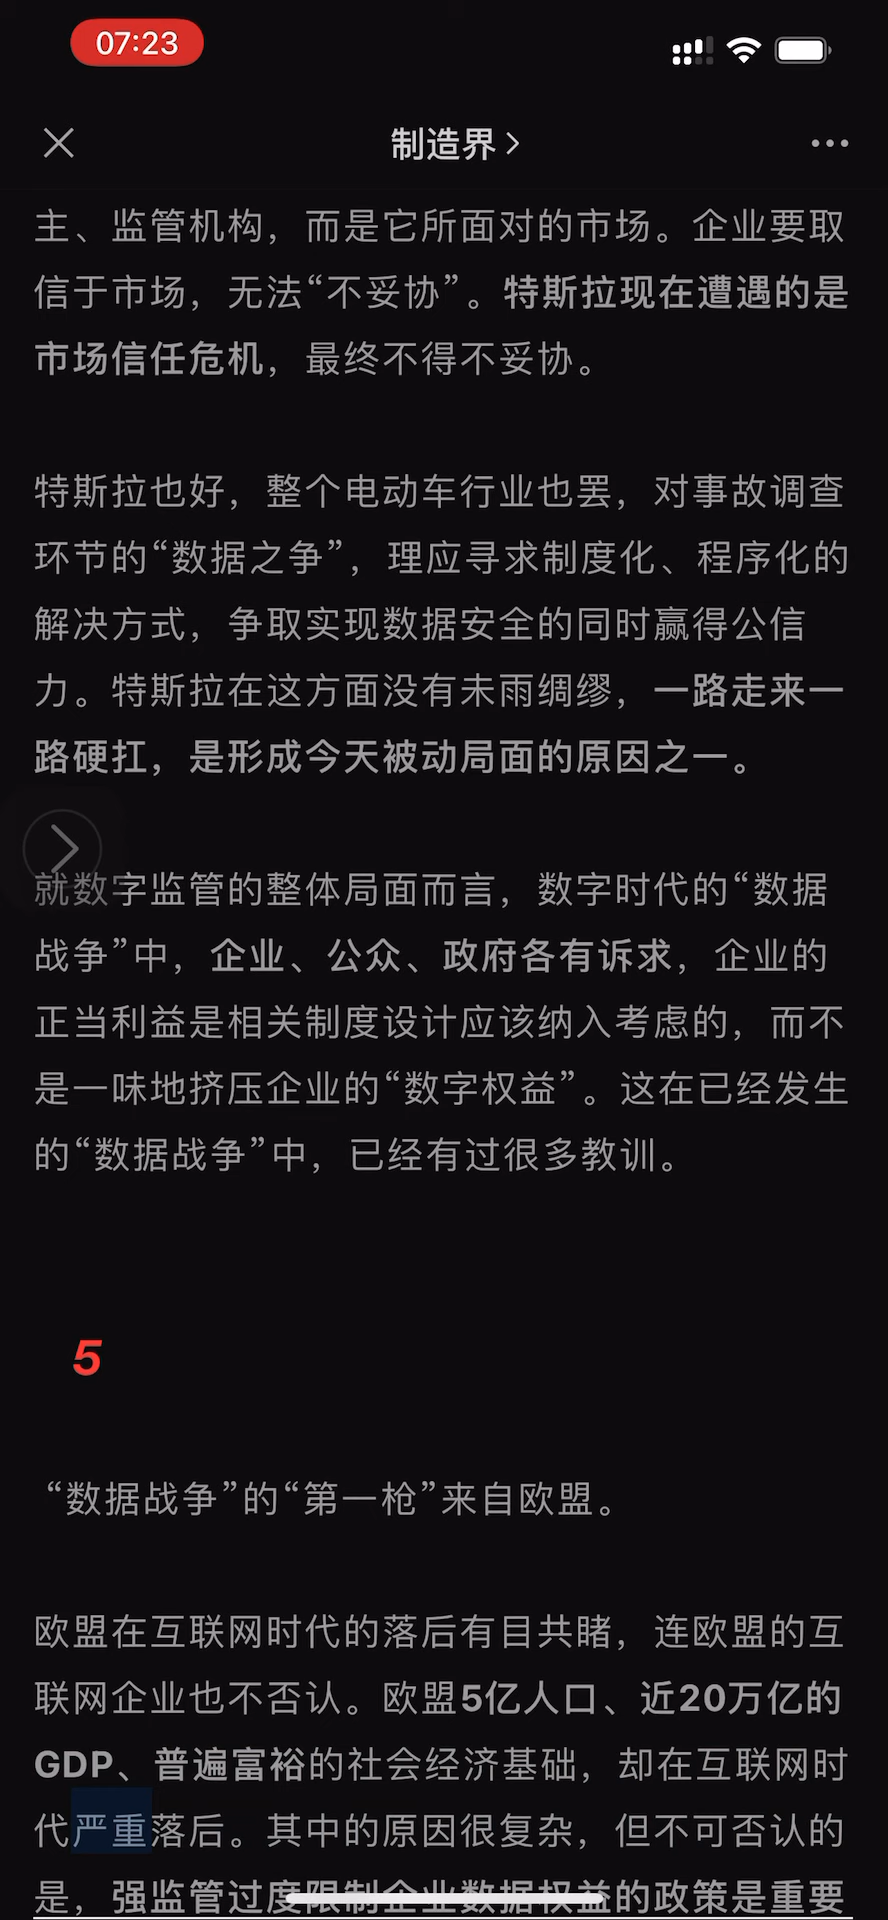 07:23
制造界
主、监管机构，而是它所面对的市场。企业要取
信于市场，无法“不妥协”。特斯拉现在遭遇的是
市场信任危机，最终不得不妥协。
特斯拉也好，整个电动车行业也罢，对事故调查
环节的“数据之争”，理应寻求制度化、程序化的
解决方式，争取实现数据安全的同时赢得公信
力。特斯拉在这方面没有未雨绸缪，一路走来一
路硬扛，是形成今天被动局面的原因之一。
就数字监管的整体局面而言，数字时代的“数据
战争”中，企业、公众、政府各有诉求，企业的
正当利益是相关制度设计应该纳入考虑的，而不
是一味地挤压企业的“数字权益”。这在已经发生
的“数据战争”中，已经有过很多教训。
5
“数据战争”的“第一枪”来自欧盟。
欧盟在互联网时代的落后有目共睹，连欧盟的互
联网企业也不否认。欧盟5亿人口、近20万亿的
GDP、普遍富裕的社会经济基础，却在互联网时
代严重落后。其中的原因很复杂，但不可否认的
是，强监管过度限制企业数据权益的政策是重要